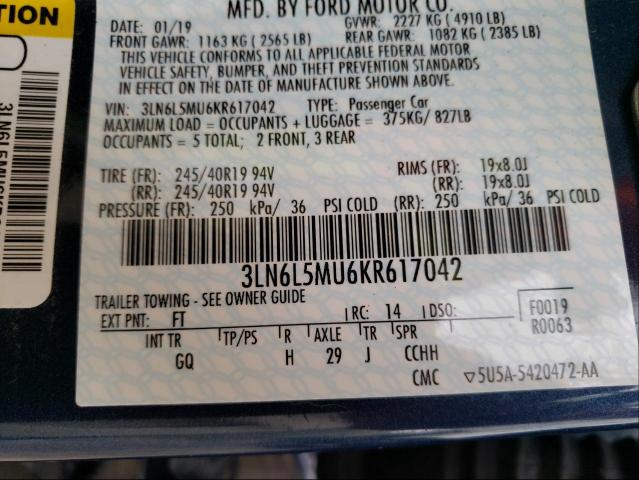 TION
MFD. BY FORD MOTOR CO.
DATE: 01/19 GVWR: 2227 KG ( 4910 LB)
FRONT GAWR: 1163 KG ( 2565 LB) REAR GAWR: 1082 KG ( 2385 LB)
THIS VEHICLE CONFORMS TO ALL APPLICABLE FEDERAL MOTOR
VEHICLE SAFETY, BUMPER, AND THEFT PREVENTION STANDARDS
IN EFFECT ON THE DATE OF MANUFACTURE SHOWN ABOVE.
VIN: 3LN6L5MU6KR617042 TYPE: Passenger Car
MAXIMUM LOAD = OCCUPANTS + LUGGAGE = 375KG/ 827LB
OCCUPANTS = 5 TOTAL; 2 FRONT, 3 REAR
TIRE (FR): 245/40R19 94V RIMS (FR): 19x8.0J
(RR): 245/40R19 94V (RR): 19x8.0J
PRESSURE (FR): 250 kPa/ 36 PSI COLD (RR): 250 kPa/ 36 PSI COLD
3LN6L5MU6KR617042
TRAILER TOWING - SEE OWNER GUIDE
EXT PNT: FT RC: 14 DSO: F0019
R0063
INT TR TP/PS R AXLE TR SPR
GQ H 29 J CCHH
CMC ▽5U5A-5420472-AA